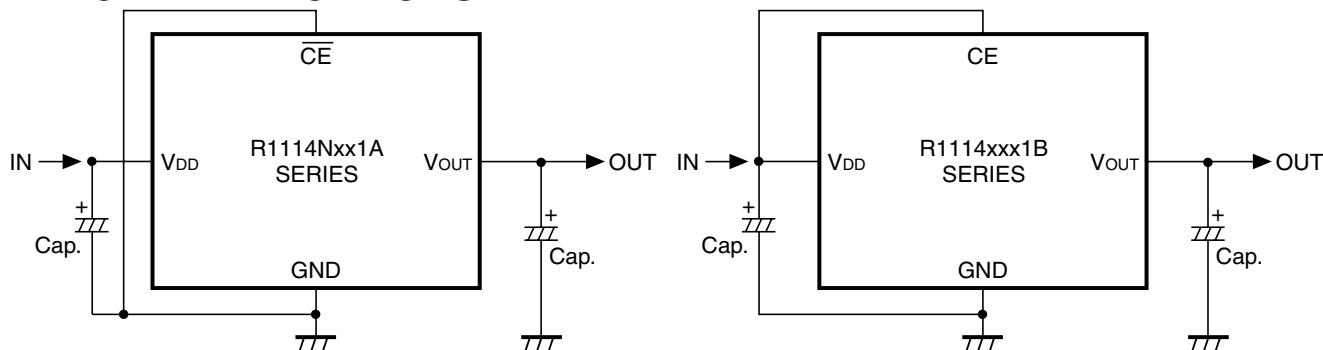 CE
IN
VDD
R1114Nxx1A
SERIES
VOUT
OUT
+
Cap.
+
Cap.
GND
CE
IN
VDD
R1114xxx1B
SERIES
VOUT
OUT
+
Cap.
+
Cap.
GND